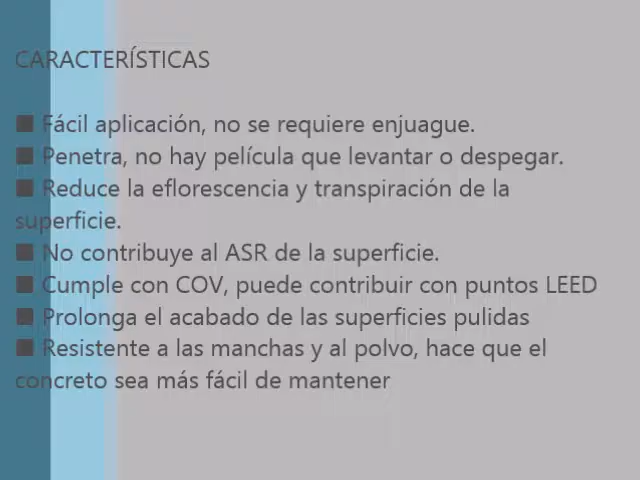 CARACTERÍSTICAS
■ Fácil aplicación, no se requiere enjuague.
■ Penetra, no hay película que levantar o despegar.
■ Reduce la eflorescencia y transpiración de la
superficie.
■ No contribuye al ASR de la superficie.
■ Cumple con COV, puede contribuir con puntos LEED
■ Prolonga el acabado de las superficies pulidas
■ Resistente a las manchas y al polvo, hace que el
concreto sea más fácil de mantener